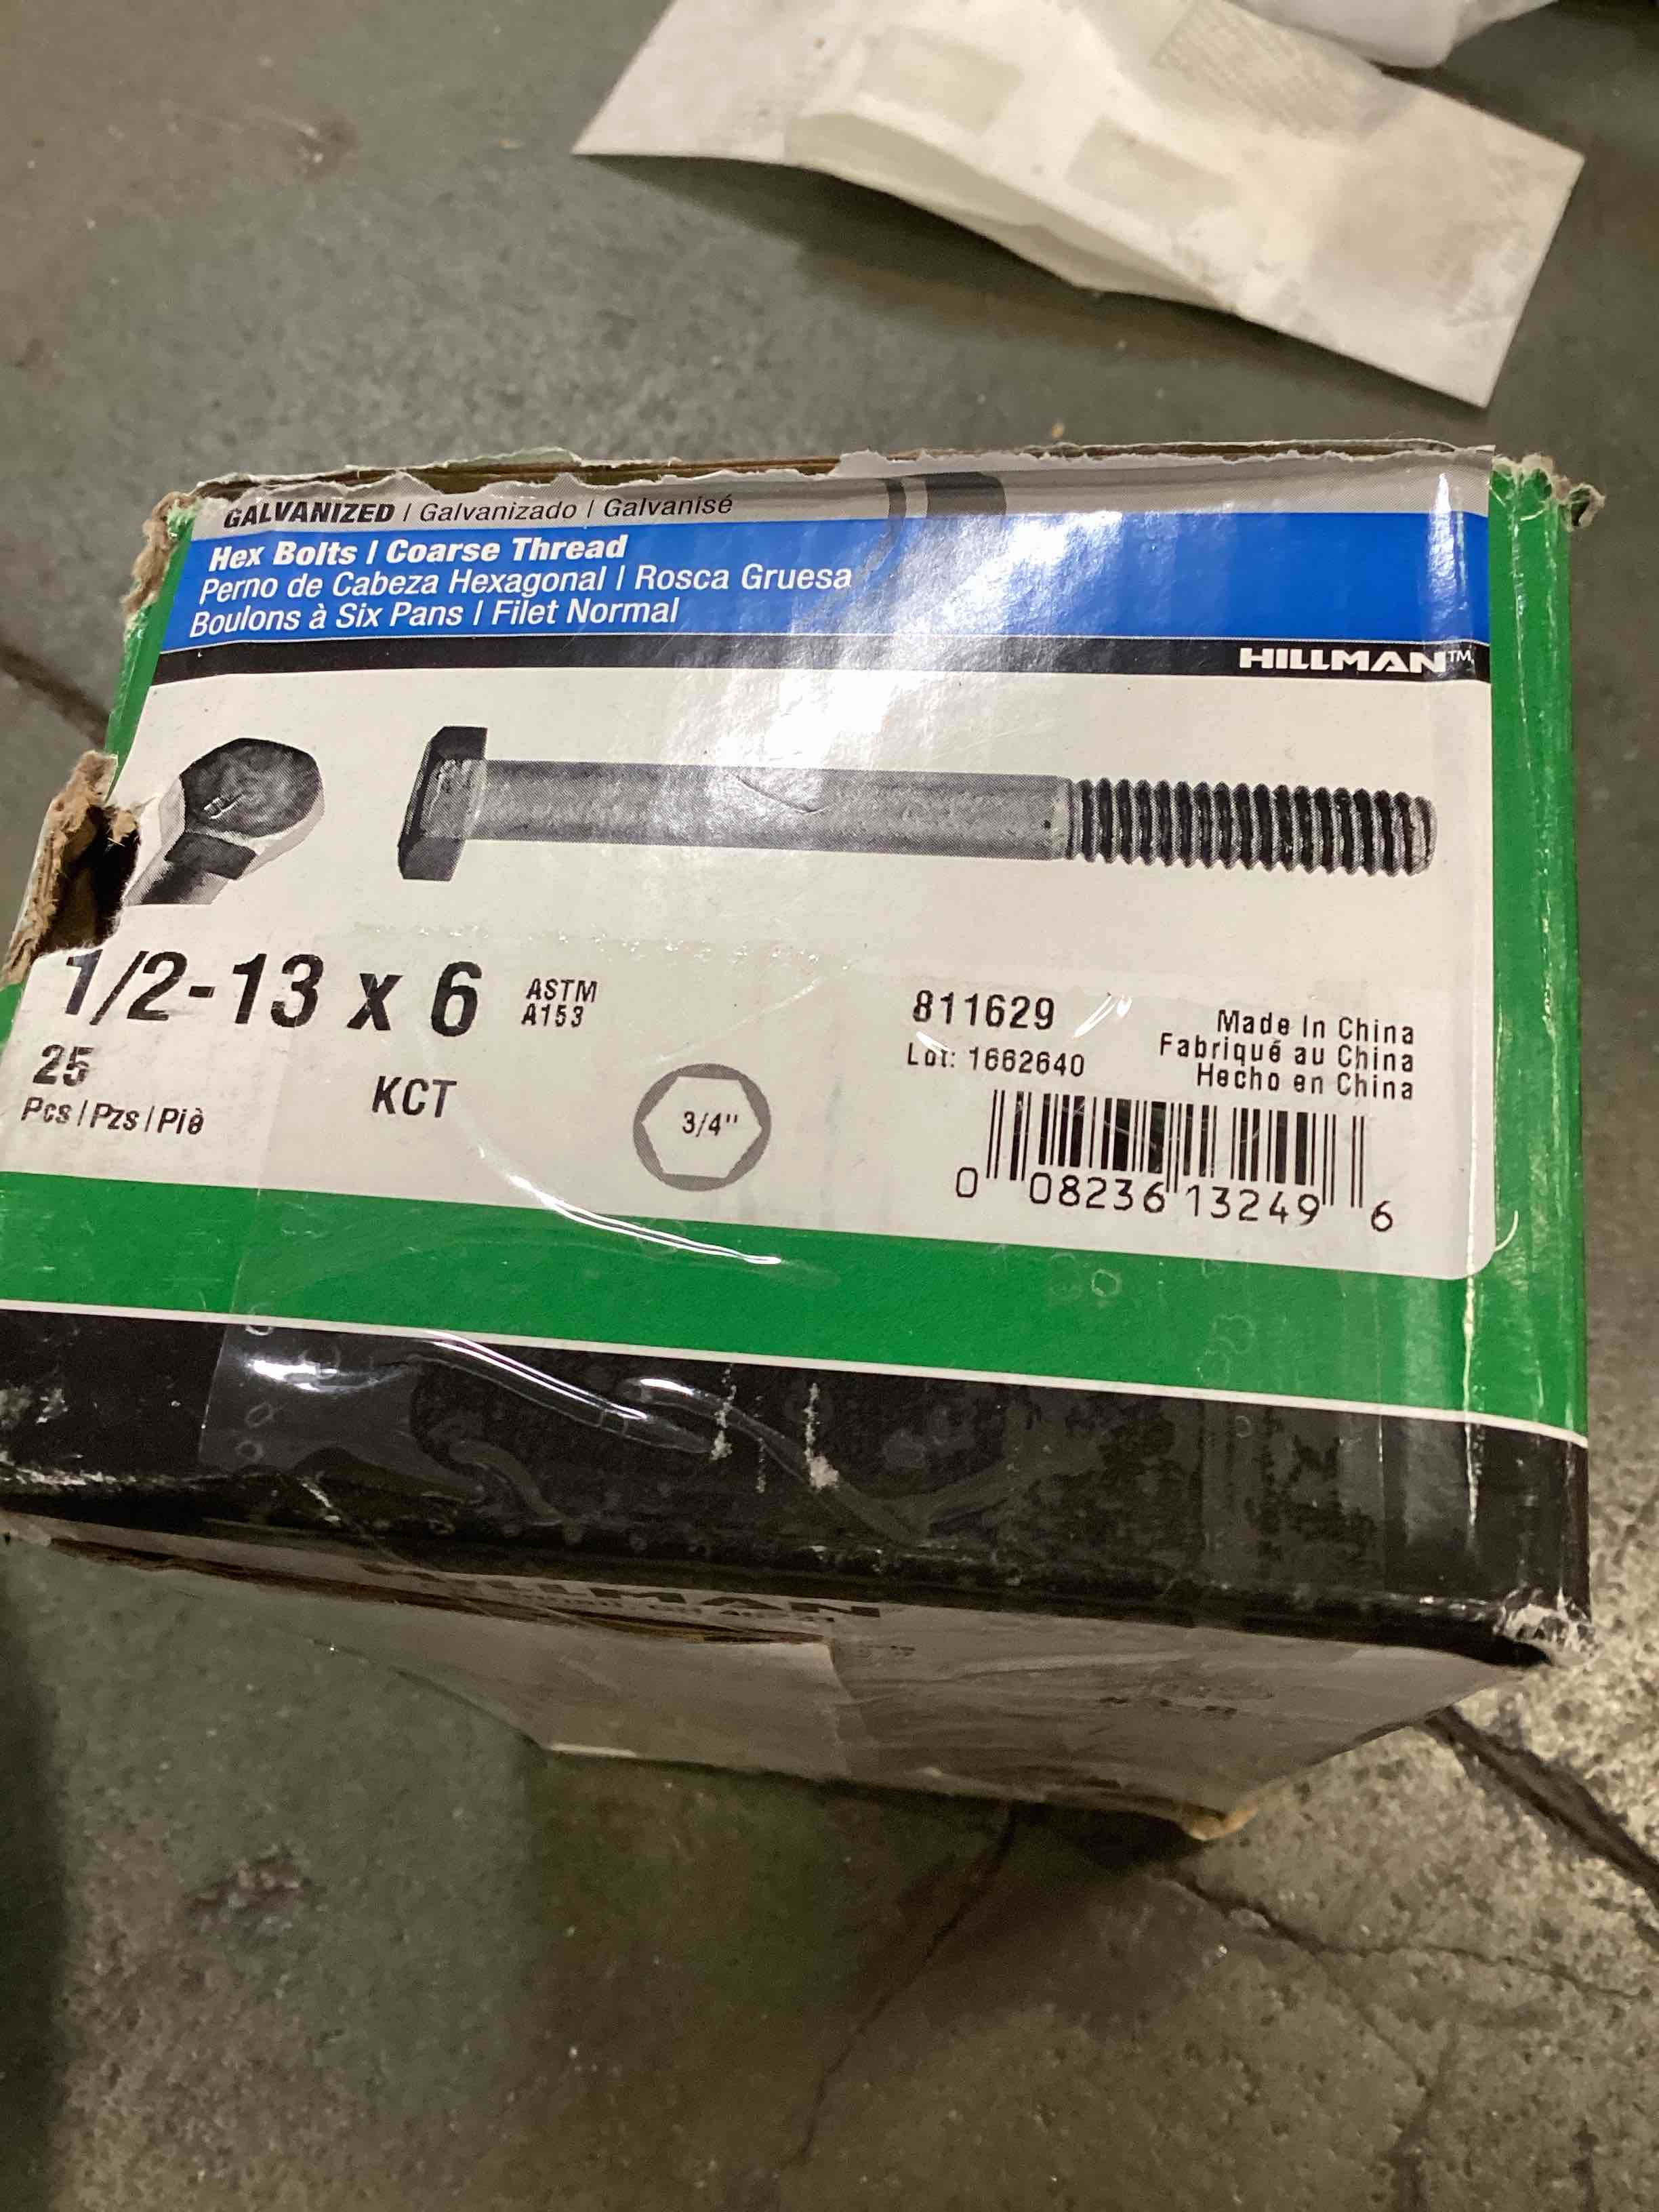 GALVANIZED / Galvanizado / Galvanisé
Hex Bolts / Coarse Thread
Perno de Cabeza Hexagonal / Rosca Gruesa
Boulons à Six Pans / Filet Normal
HILLMAN™
1/2-13 x 6
ASTM
A153
25
Pcs / Pzs / Piè
KCT
3/4"
811629
Lot: 1662640
Made In China
Fabriqué au China
Hecho en China
0 08236 13249 6
HILLMAN